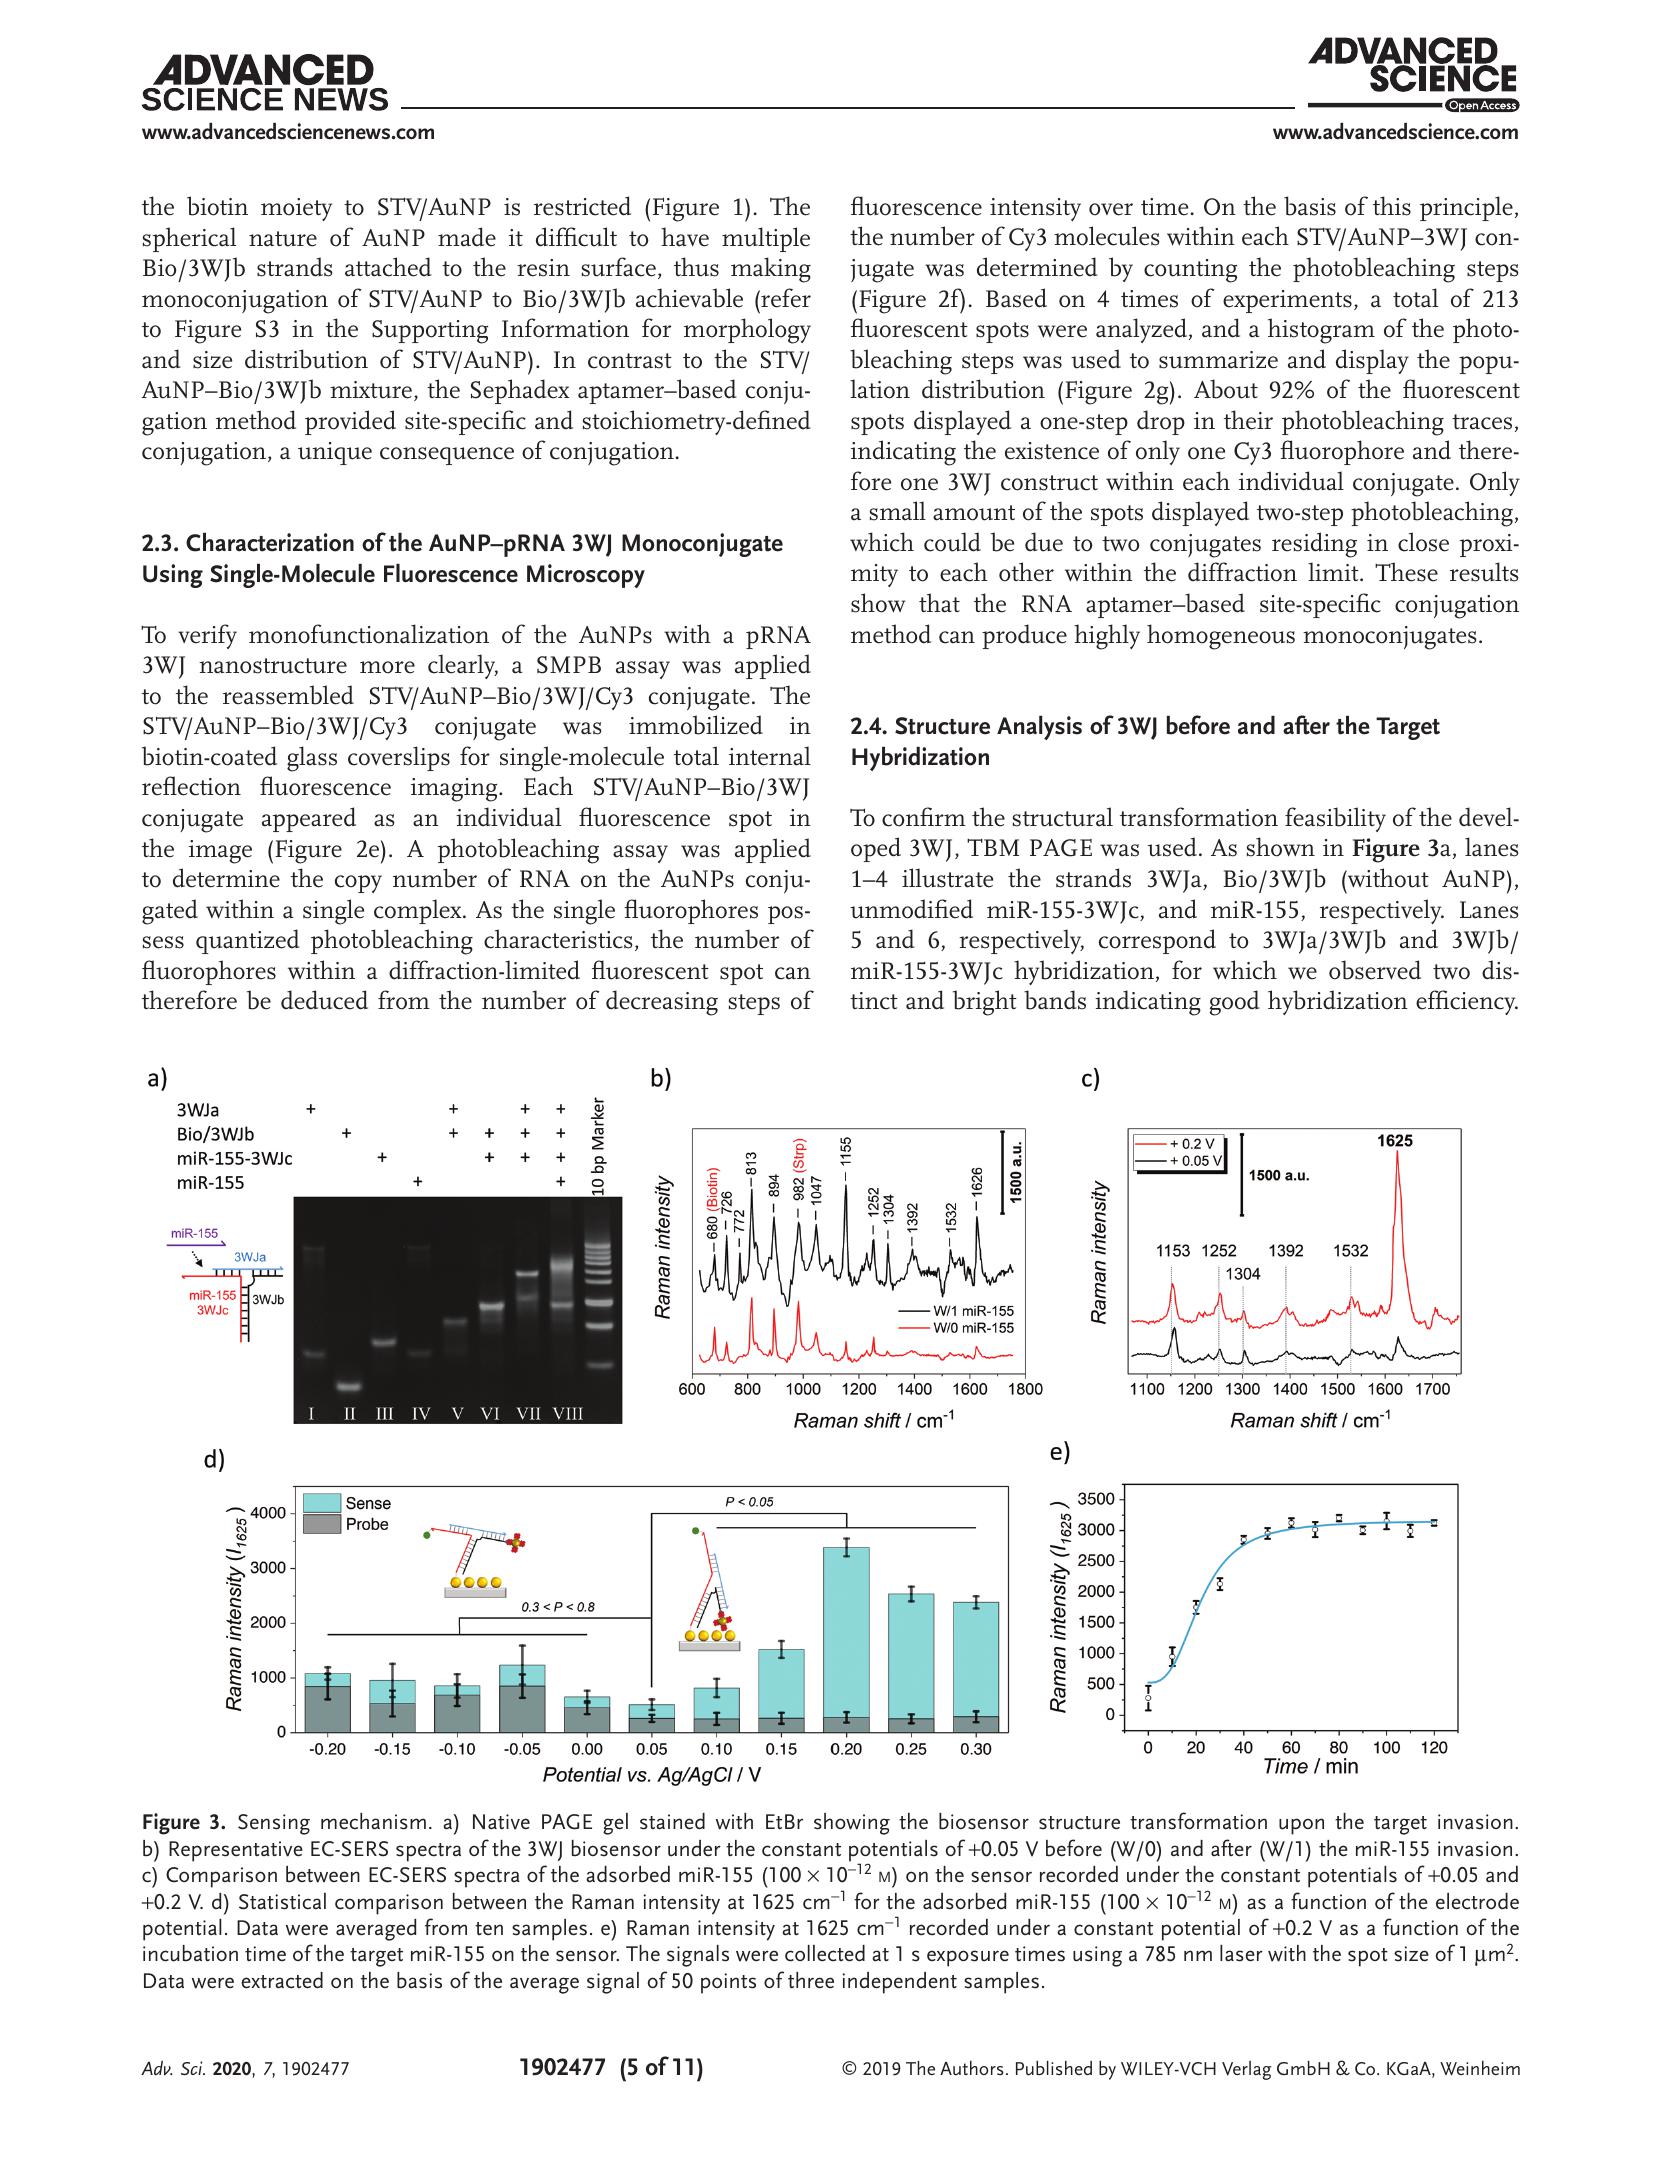 ADVANCED
SCIENCE NEWS
www.advancedsciencenews.com
ADVANCED
SCIENCE
Open Access
www.advancedscience.com
the biotin moiety to STV/AuNP is restricted (Figure 1). The
spherical nature of AuNP made it difficult to have multiple
Bio/3WJb strands attached to the resin surface, thus making
monoconjugation of STV/AuNP to Bio/3WJb achievable (refer
to Figure S3 in the Supporting Information for morphology
and size distribution of STV/AuNP). In contrast to the STV/
AuNP–Bio/3WJb mixture, the Sephadex aptamer–based conju-
gation method provided site-specific and stoichiometry-defined
conjugation, a unique consequence of conjugation.
2.3. Characterization of the AuNP–pRNA 3WJ Monoconjugate
Using Single-Molecule Fluorescence Microscopy
To verify monofunctionalization of the AuNPs with a pRNA
3WJ nanostructure more clearly, a SMPB assay was applied
to the reassembled STV/AuNP–Bio/3WJ/Cy3 conjugate. The
STV/AuNP–Bio/3WJ/Cy3 conjugate was immobilized in
biotin-coated glass coverslips for single-molecule total internal
reflection fluorescence imaging. Each STV/AuNP–Bio/3WJ
conjugate appeared as an individual fluorescence spot in
the image (Figure 2e). A photobleaching assay was applied
to determine the copy number of RNA on the AuNPs conju-
gated within a single complex. As the single fluorophores pos-
sess quantized photobleaching characteristics, the number of
fluorophores within a diffraction-limited fluorescent spot can
therefore be deduced from the number of decreasing steps of
fluorescence intensity over time. On the basis of this principle,
the number of Cy3 molecules within each STV/AuNP–3WJ con-
jugate was determined by counting the photobleaching steps
(Figure 2f). Based on 4 times of experiments, a total of 213
fluorescent spots were analyzed, and a histogram of the photo-
bleaching steps was used to summarize and display the popu-
lation distribution (Figure 2g). About 92% of the fluorescent
spots displayed a one-step drop in their photobleaching traces,
indicating the existence of only one Cy3 fluorophore and there-
fore one 3WJ construct within each individual conjugate. Only
a small amount of the spots displayed two-step photobleaching,
which could be due to two conjugates residing in close proxi-
mity to each other within the diffraction limit. These results
show that the RNA aptamer–based site-specific conjugation
method can produce highly homogeneous monoconjugates.
2.4. Structure Analysis of 3WJ before and after the Target
Hybridization
To confirm the structural transformation feasibility of the devel-
oped 3WJ, TBM PAGE was used. As shown in Figure 3a, lanes
1–4 illustrate the strands 3WJa, Bio/3WJb (without AuNP),
unmodified miR-155-3WJc, and miR-155, respectively. Lanes
5 and 6, respectively, correspond to 3WJa/3WJb and 3WJb/
miR-155-3WJc hybridization, for which we observed two dis-
tinct and bright bands indicating good hybridization efficiency.
a)
3WJa + + + +
Bio/3WJb + + + + +
miR-155-3WJc + + + +
miR-155 + +
10 bp Marker
miR-155
3WJa
miR-155
3WJc
3WJb
I II III IV V VI VII VIII
b)
Raman intensity
680 (Biotin)
726
772
813
894
982 (Strp)
1047
1155
1252
1304
1392
1532
1626
1500 a.u.
W/1 miR-155
W/0 miR-155
600 800 1000 1200 1400 1600 1800
Raman shift / cm-1
c)
Raman intensity
+ 0.2 V
+ 0.05 V
1500 a.u.
1625
1153 1252 1392 1532
1304
1100 1200 1300 1400 1500 1600 1700
Raman shift / cm-1
d)
Raman intensity (I1625)
Sense
Probe
P < 0.05
0.3 < P < 0.8
4000
3000
2000
1000
0
-0.20 -0.15 -0.10 -0.05 0.00 0.05 0.10 0.15 0.20 0.25 0.30
Potential vs. Ag/AgCl / V
e)
Raman intensity (I1625)
3500
3000
2500
2000
1500
1000
500
0
0 20 40 60 80 100 120
Time / min
Figure 3. Sensing mechanism. a) Native PAGE gel stained with EtBr showing the biosensor structure transformation upon the target invasion.
b) Representative EC-SERS spectra of the 3WJ biosensor under the constant potentials of +0.05 V before (W/0) and after (W/1) the miR-155 invasion.
c) Comparison between EC-SERS spectra of the adsorbed miR-155 (100 × 10−12 M) on the sensor recorded under the constant potentials of +0.05 and
+0.2 V. d) Statistical comparison between the Raman intensity at 1625 cm−1 for the adsorbed miR-155 (100 × 10−12 M) as a function of the electrode
potential. Data were averaged from ten samples. e) Raman intensity at 1625 cm−1 recorded under a constant potential of +0.2 V as a function of the
incubation time of the target miR-155 on the sensor. The signals were collected at 1 s exposure times using a 785 nm laser with the spot size of 1 µm2.
Data were extracted on the basis of the average signal of 50 points of three independent samples.
Adv. Sci. 2020, 7, 1902477
1902477 (5 of 11)
© 2019 The Authors. Published by WILEY-VCH Verlag GmbH & Co. KGaA, Weinheim